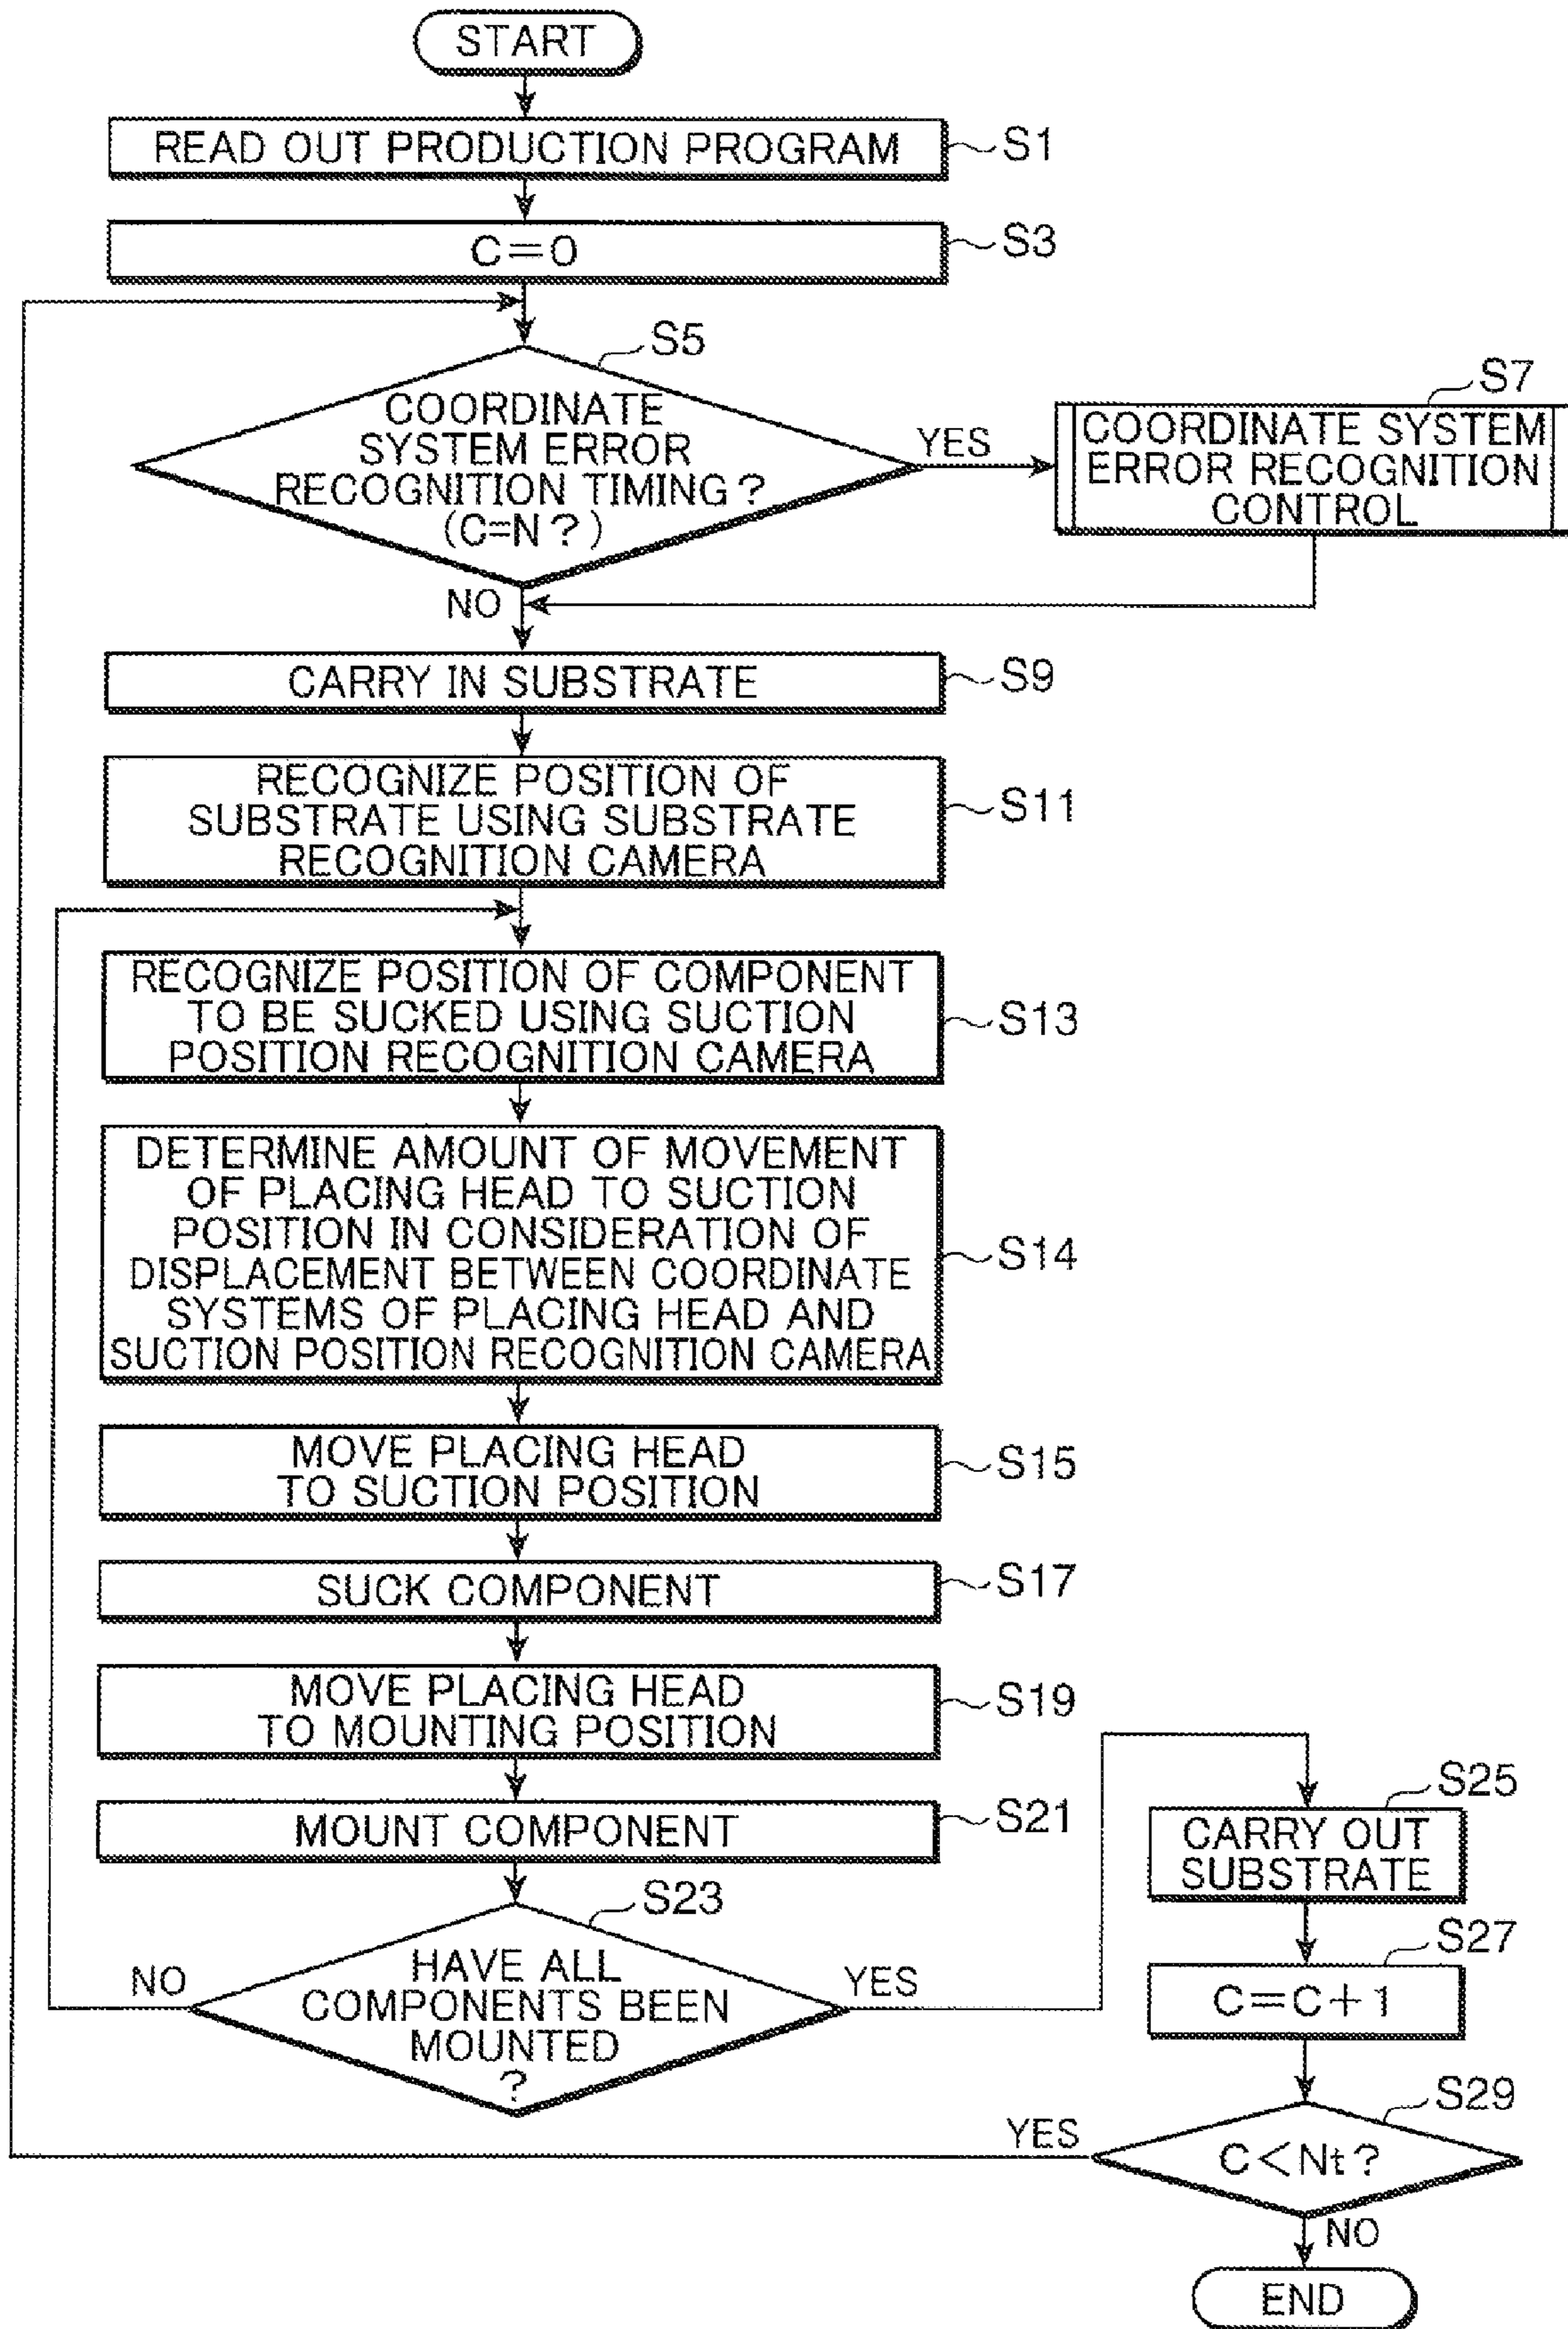 START
READ OUT PRODUCTION PROGRAM
S1
C=0
S3
S5
COORDINATE
SYSTEM ERROR
RECOGNITION TIMING?
(C=N?)
YES
NO
S7
COORDINATE SYSTEM
ERROR RECOGNITION
CONTROL
CARRY IN SUBSTRATE
S9
RECOGNIZE POSITION OF
SUBSTRATE USING SUBSTRATE
RECOGNITION CAMERA
S11
RECOGNIZE POSITION OF COMPONENT
TO BE SUCKED USING SUCTION
POSITION RECOGNITION CAMERA
S13
DETERMINE AMOUNT OF MOVEMENT
OF PLACING HEAD TO SUCTION
POSITION IN CONSIDERATION OF
DISPLACEMENT BETWEEN COORDINATE
SYSTEMS OF PLACING HEAD AND
SUCTION POSITION RECOGNITION CAMERA
S14
MOVE PLACING HEAD
TO SUCTION POSITION
S15
SUCK COMPONENT
S17
MOVE PLACING HEAD
TO MOUNTING POSITION
S19
MOUNT COMPONENT
S21
S23
HAVE ALL
COMPONENTS BEEN
MOUNTED
?
NO
YES
S25
CARRY OUT
SUBSTRATE
S27
C=C+1
S29
C<Nt?
YES
NO
END